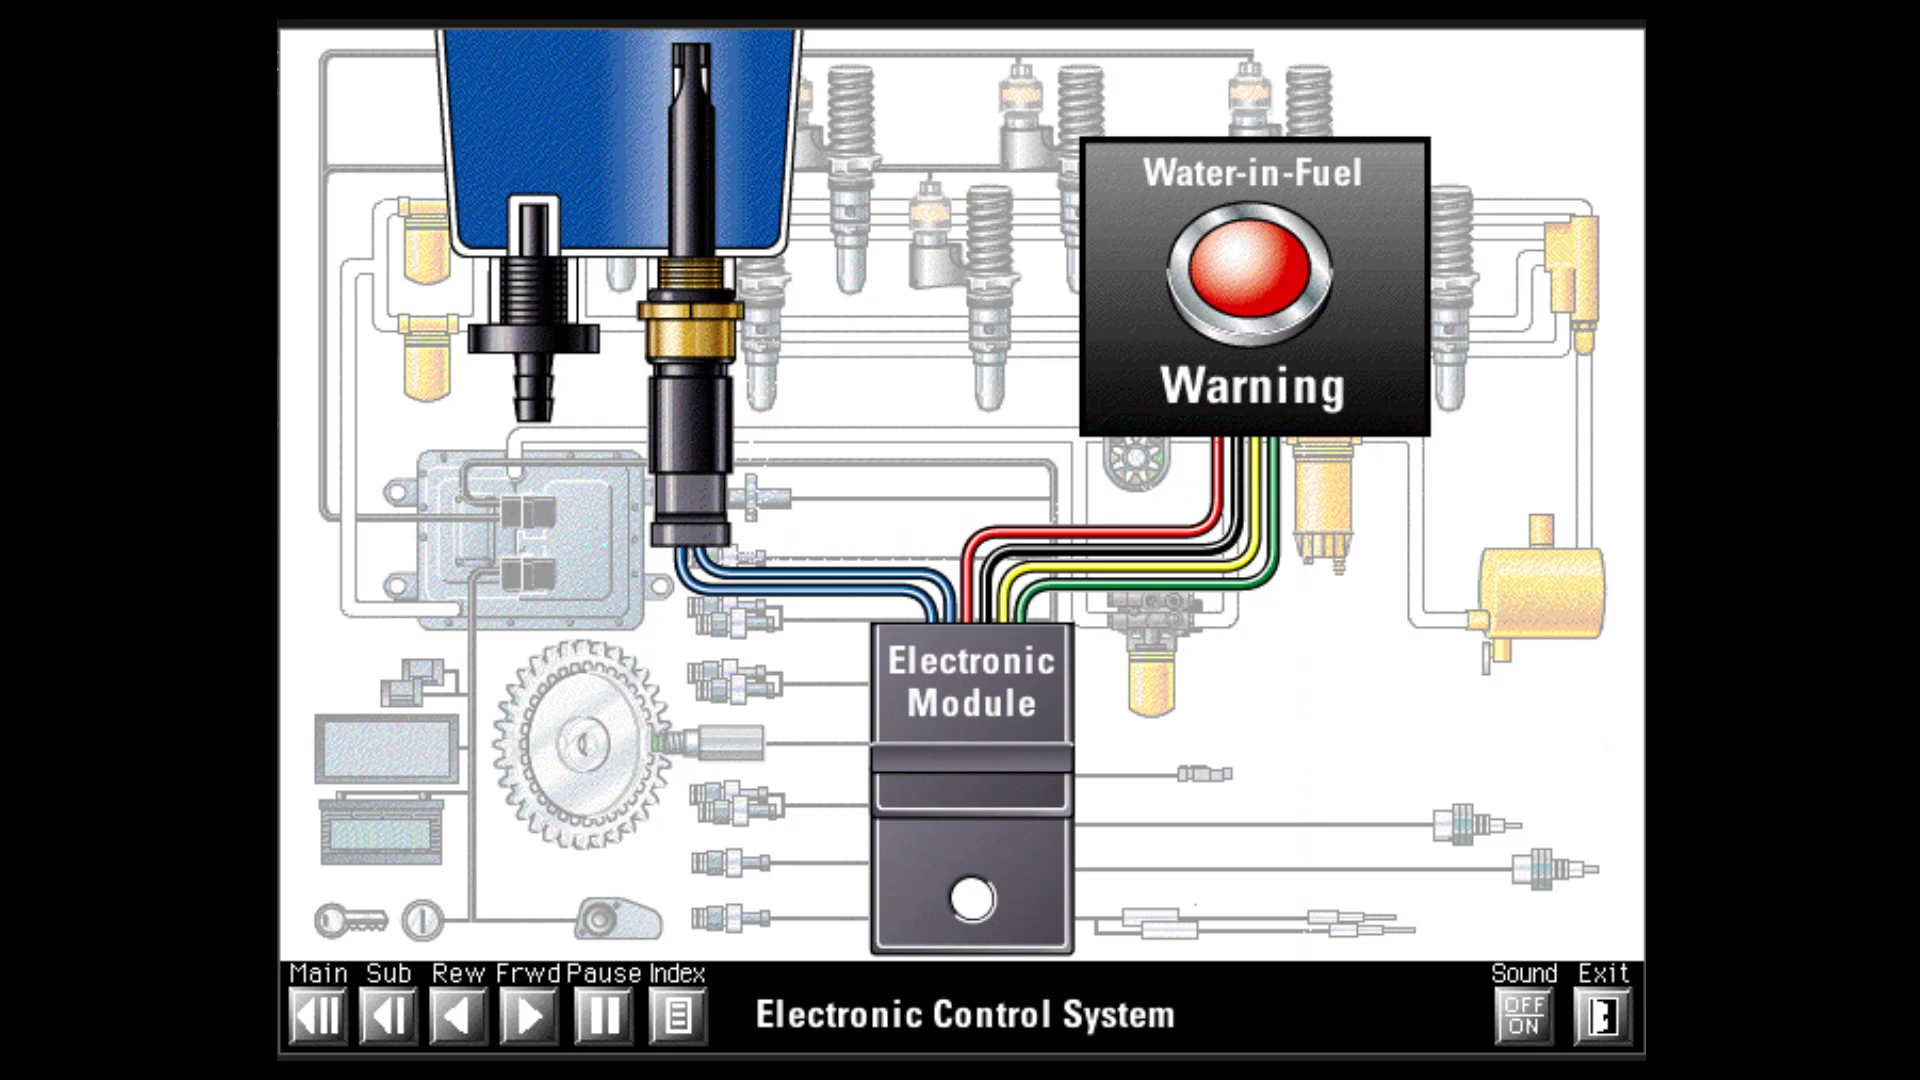 Water-in-Fuel
Warning
Electronic
Module
Main Sub Rew Frwd Pause Index
Sound Exit
OFF
ON
Electronic Control System